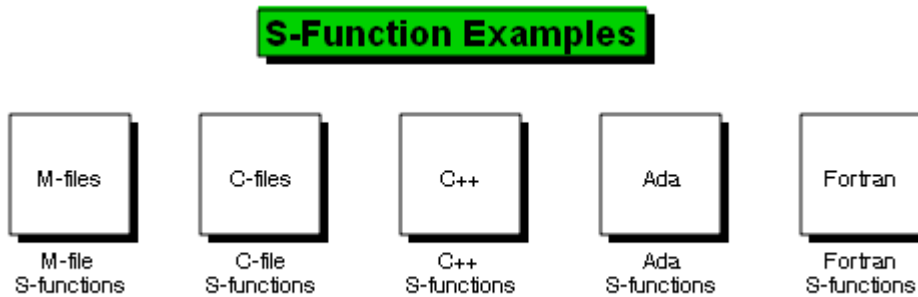 S-Function Examples
M-files
C-files
C++
Ada
Fortran
M-file
S-functions
C-file
S-functions
C++
S-functions
Ada
S-functions
Fortran
S-functions